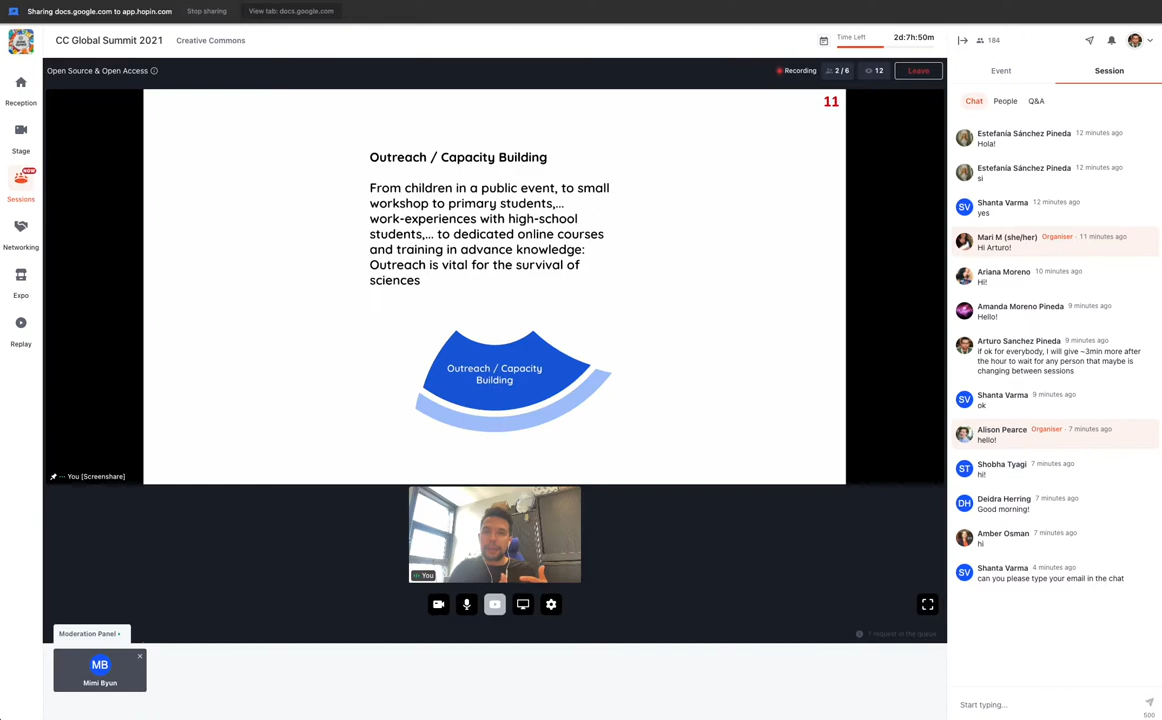 Sharing docs.google.com to app.hopin.com
Stop sharing
View tab: docs.google.com
CC Global Summit 2021
Creative Commons
Time Left
2d:7h:50m
184
Reception
Stage
NOW
Sessions
Networking
Expo
Replay
Open Source & Open Access
Recording
2 / 6
12
Leave
11
Outreach / Capacity Building
From children in a public event, to small
workshop to primary students,...
work-experiences with high-school
students,... to dedicated online courses
and training in advance knowledge:
Outreach is vital for the survival of
sciences
Outreach / Capacity
Building
You [Screenshare]
You
Moderation Panel
1 request in the queue
MB
Mimi Byun
Event
Session
Chat
People
Q&A
Estefanía Sánchez Pineda 12 minutes ago
Hola!
Estefanía Sánchez Pineda 12 minutes ago
si
SV
Shanta Varma 12 minutes ago
yes
Mari M (she/her) Organiser · 11 minutes ago
Hi Arturo!
Ariana Moreno 10 minutes ago
Hi!
Amanda Moreno Pineda 9 minutes ago
Hello!
Arturo Sanchez Pineda 9 minutes ago
if ok for everybody, I will give ~3min more after
the hour to wait for any person that maybe is
changing between sessions
SV
Shanta Varma 9 minutes ago
ok
Alison Pearce Organiser · 7 minutes ago
hello!
ST
Shobha Tyagi 7 minutes ago
hi!
DH
Deidra Herring 7 minutes ago
Good morning!
Amber Osman 7 minutes ago
hi
SV
Shanta Varma 4 minutes ago
can you please type your email in the chat
Start typing...
500